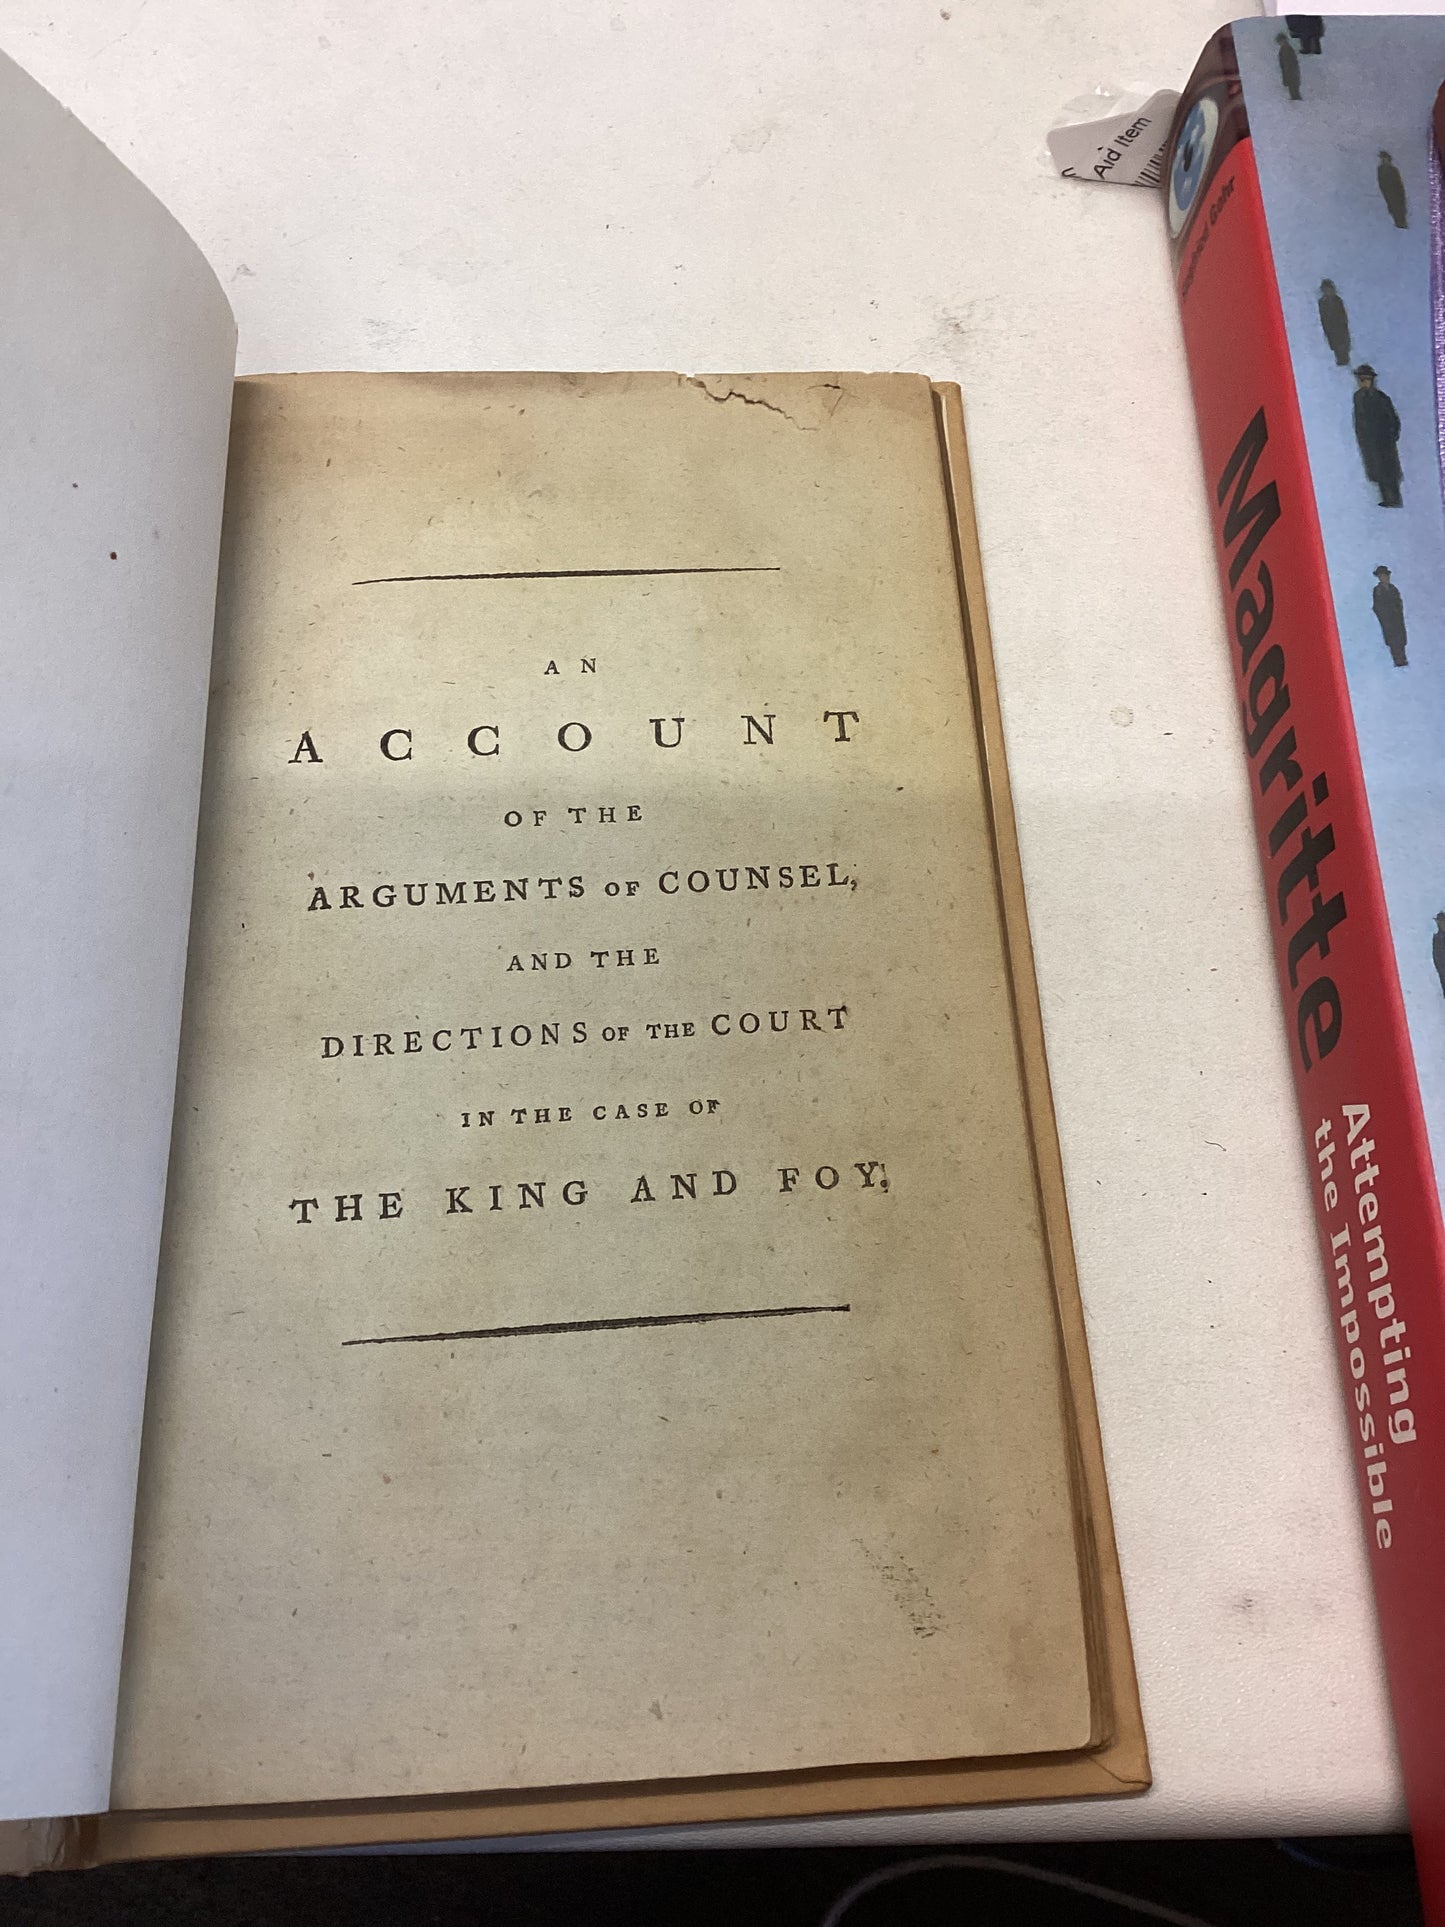 AN
ACCOUNT
OF THE
ARGUMENTS OF COUNSEL,
AND THE
DIRECTIONS OF THE COURT
IN THE CASE OF
THE KING AND FOY.
Aid Item
Gohr
Magritte
Attempting
the Impossible